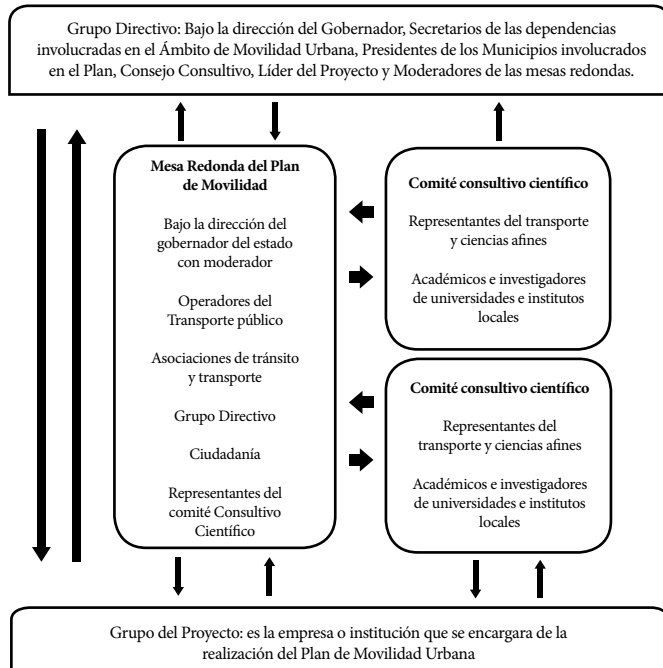 Grupo Directivo: Bajo la dirección del Gobernador, Secretarios de las dependencias
involucradas en el Ámbito de Movilidad Urbana, Presidentes de los Municipios involucrados
en el Plan, Consejo Consultivo, Líder del Proyecto y Moderadores de las mesas redondas.
Mesa Redonda del Plan
de Movilidad
Bajo la dirección del
gobernador del estado
con moderador
Operadores del
Transporte público
Asociaciones de tránsito
y transporte
Grupo Directivo
Ciudadanía
Representantes del
comité Consultivo
Científico
Comité consultivo científico
Representantes del transporte
y ciencias afines
Académicos e investigadores
de universidades e institutos
locales
Comité consultivo científico
Representantes del
transporte y ciencias afines
Académicos e investigadores
de universidades e institutos
locales
Grupo del Proyecto: es la empresa o institución que se encargara de la
realización del Plan de Movilidad Urbana